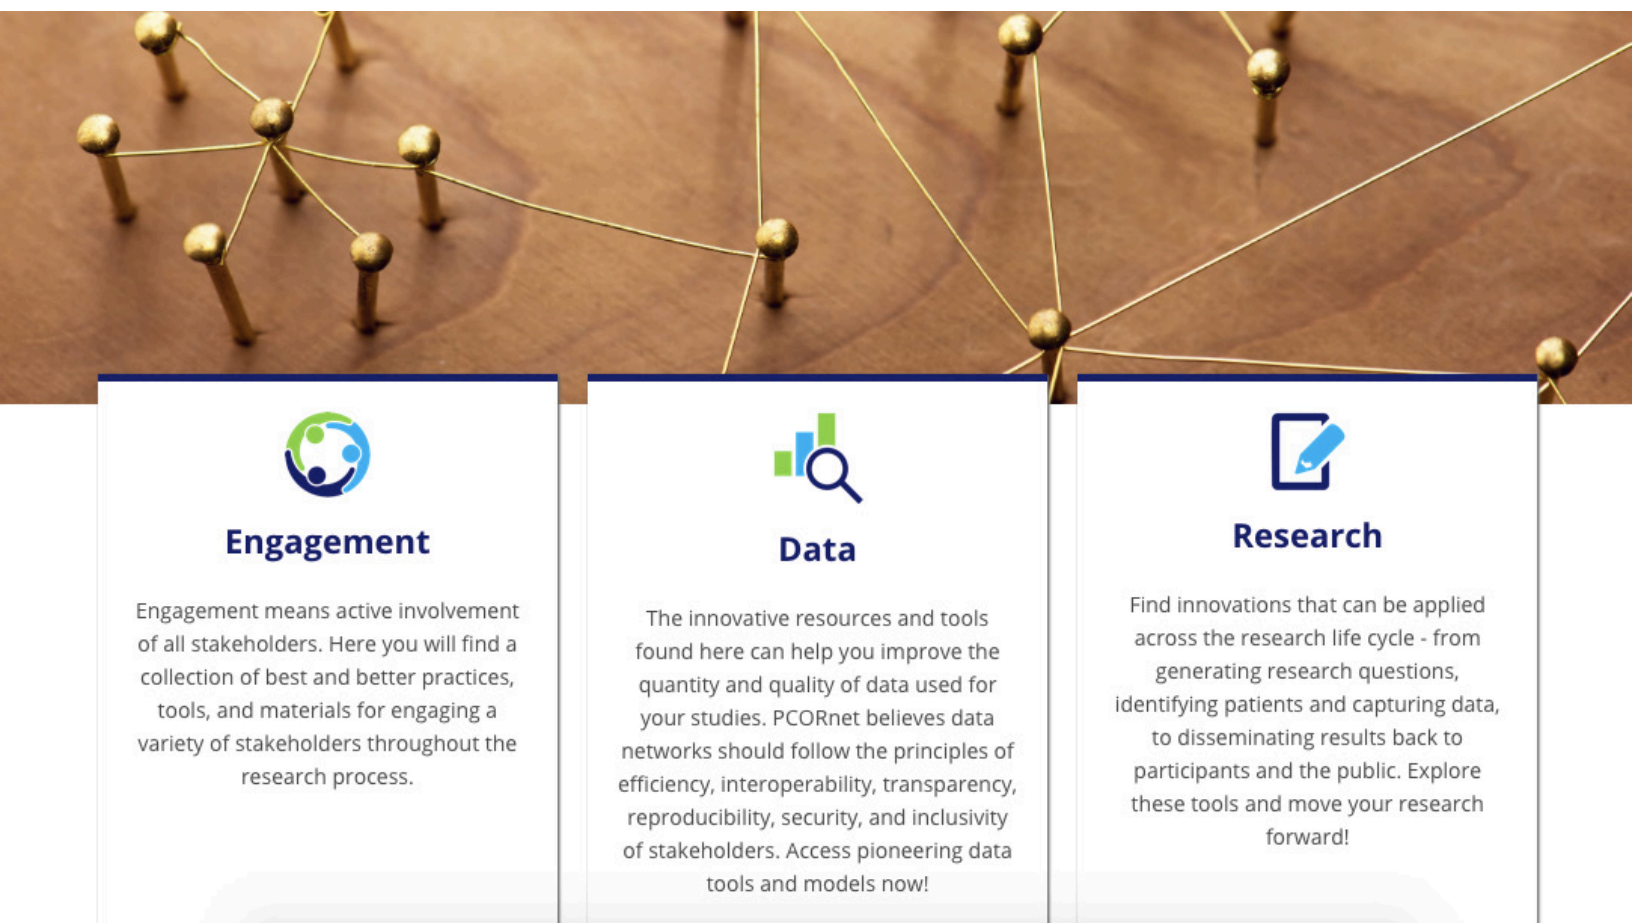 Engagement
Engagement means active involvement
of all stakeholders. Here you will find a
collection of best and better practices,
tools, and materials for engaging a
variety of stakeholders throughout the
research process.
Data
The innovative resources and tools
found here can help you improve the
quantity and quality of data used for
your studies. PCORnet believes data
networks should follow the principles of
efficiency, interoperability, transparency,
reproducibility, security, and inclusivity
of stakeholders. Access pioneering data
tools and models now!
Research
Find innovations that can be applied
across the research life cycle - from
generating research questions,
identifying patients and capturing data,
to disseminating results back to
participants and the public. Explore
these tools and move your research
forward!